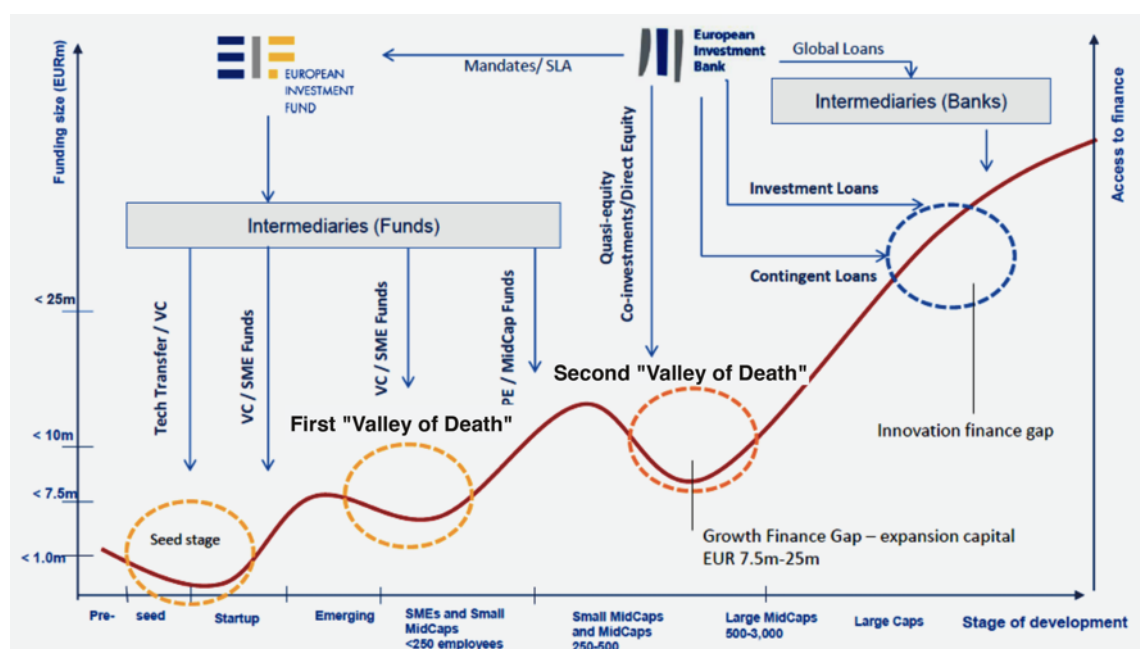 Funding size (EURm)
EUROPEAN
INVESTMENT
FUND
Mandates/ SLA
European
Investment
Bank
Global Loans
Intermediaries (Banks)
Access to finance
Intermediaries (Funds)
Quasi-equity
Co-investments/Direct Equity
Investment Loans
Contingent Loans
< 25m
Tech Transfer / VC
VC / SME Funds
VC / SME Funds
PE / MidCap Funds
First "Valley of Death"
Second "Valley of Death"
Innovation finance gap
< 10m
< 7.5m
< 1.0m
Seed stage
Growth Finance Gap – expansion capital
EUR 7.5m-25m
Pre-
seed
Startup
Emerging
SMEs and Small
MidCaps
<250 employees
Small MidCaps
and MidCaps
250-500
Large MidCaps
500-3,000
Large Caps
Stage of development